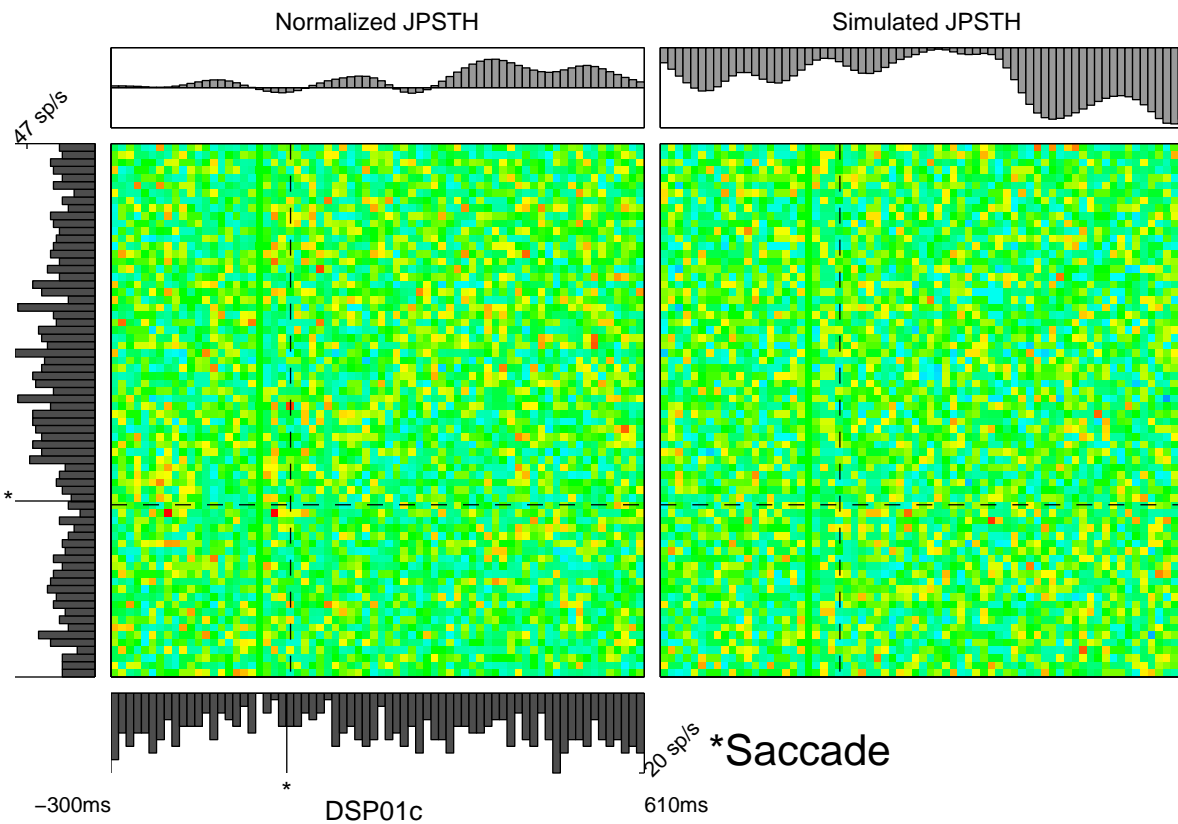 Normalized JPSTH
Simulated JPSTH
47 sp/s
*
20 sp/s
*Saccade
*
−300ms
DSP01c
610ms